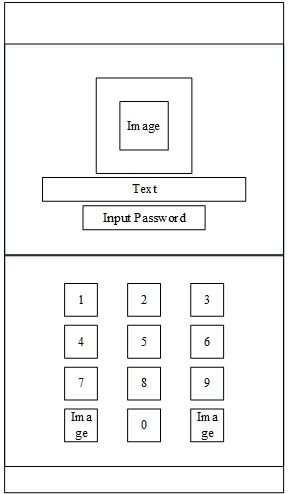 Image
Text
Input Password
1 2 3
4 5 6
7 8 9
Ima
ge
0
Ima
ge